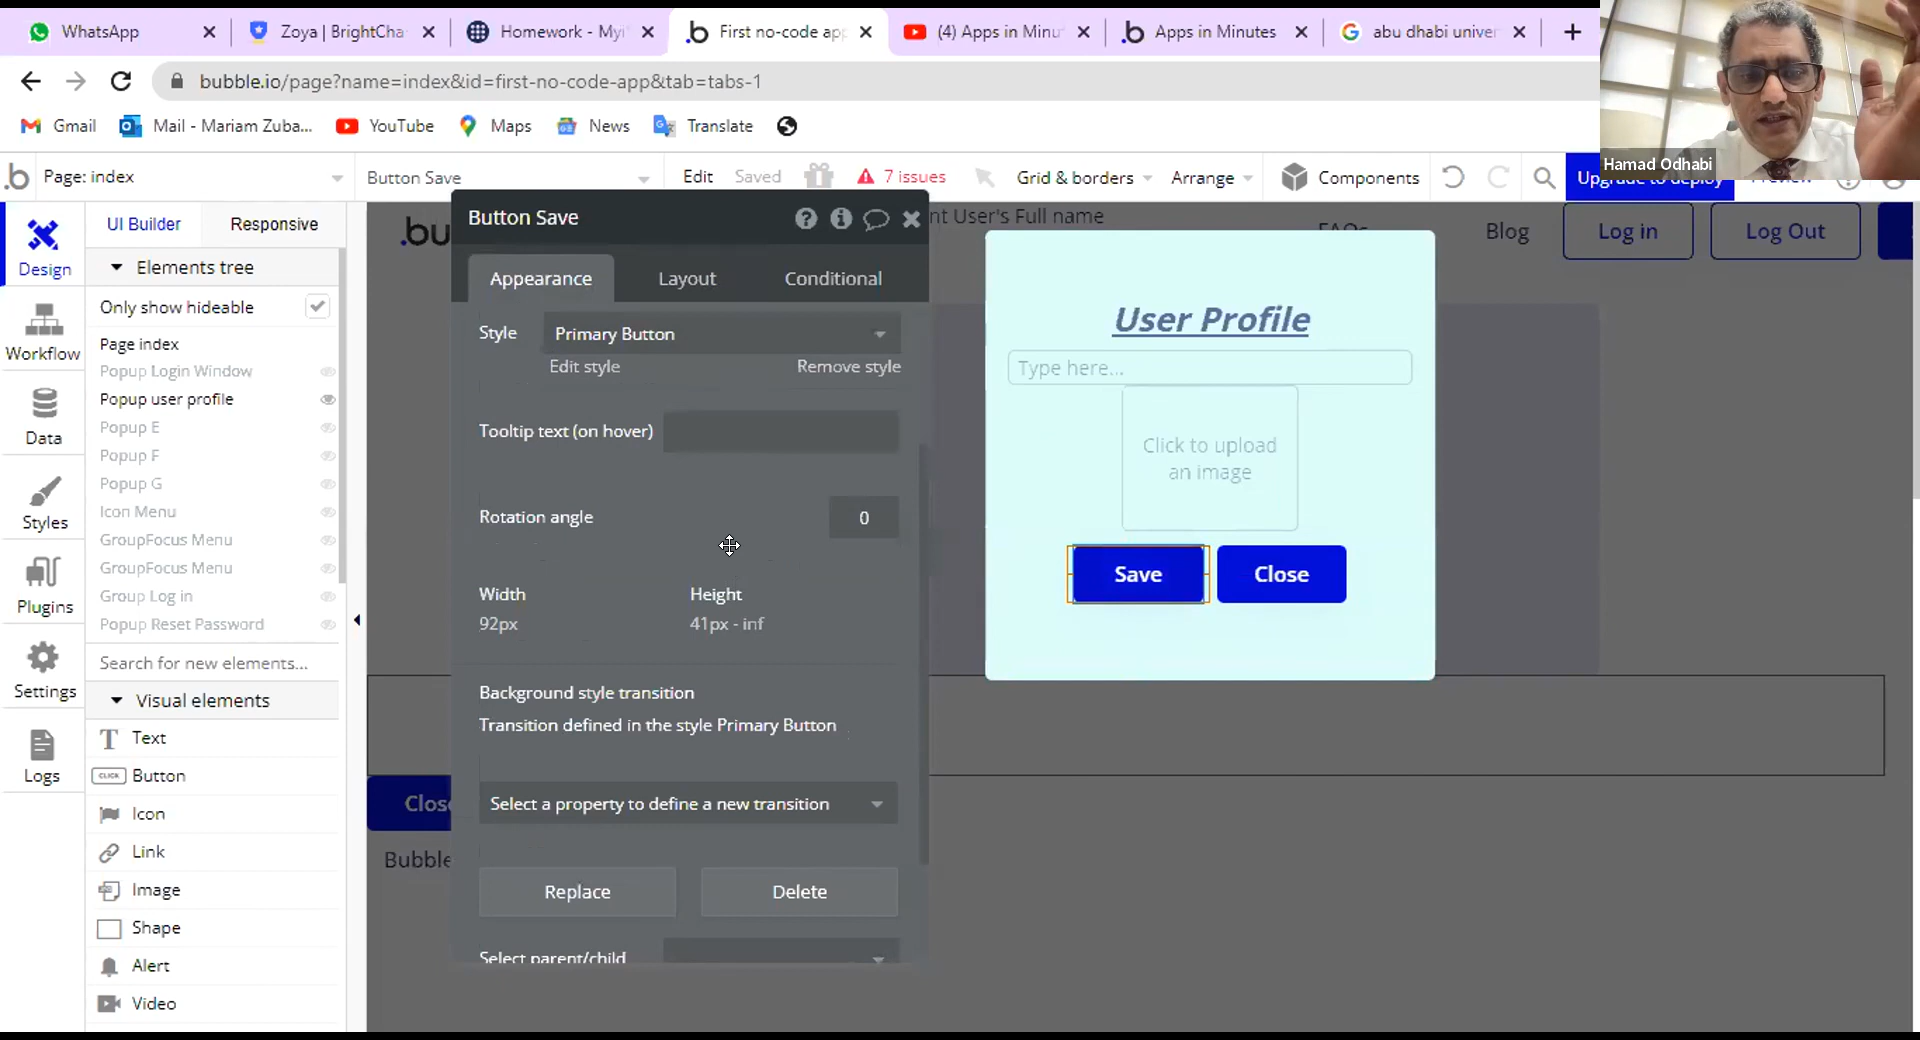 WhatsApp
Zoya | BrightCha
Homework - Myi
First no-code app
(4) Apps in Minu
Apps in Minutes
abu dhabi univer
bubble.io/page?name=index&id=first-no-code-app&tab=tabs-1
Gmail
Mail - Mariam Zuba...
YouTube
Maps
News
Translate
Hamad Odhabi
Page: index
Button Save
Edit
Saved
7 issues
Grid & borders
Arrange
Components
Upgrade to deploy
Preview
Design
Workflow
Data
Styles
Plugins
Settings
Logs
UI Builder
Responsive
Elements tree
Only show hideable
Page index
Popup Login Window
Popup user profile
Popup E
Popup F
Popup G
Icon Menu
GroupFocus Menu
GroupFocus Menu
Group Log in
Popup Reset Password
Search for new elements...
Visual elements
Text
CLICK Button
Icon
Link
Image
Shape
Alert
Video
Button Save
Appearance
Layout
Conditional
Style
Primary Button
Edit style
Remove style
Tooltip text (on hover)
Rotation angle
0
Width
Height
92px
41px - inf
Background style transition
Transition defined in the style Primary Button
Select a property to define a new transition
Replace
Delete
Select parent/child
.bu
nt User's Full name
FAQs
Blog
Log in
Log Out
User Profile
Type here...
Click to upload
an image
Save
Close
Clos
Bubble